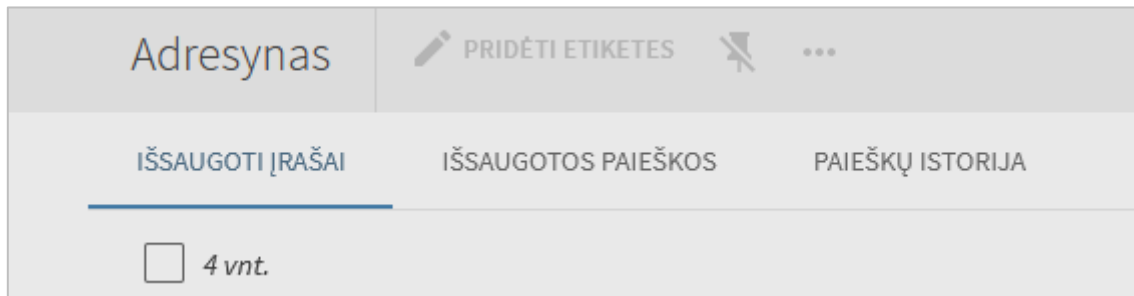 Adresynas PRIDĖTI ETIKETES
IŠSAUGOTI ĮRAŠAI IŠSAUGOTOS PAIEŠKOS PAIEŠKŲ ISTORIJA
4 vnt.